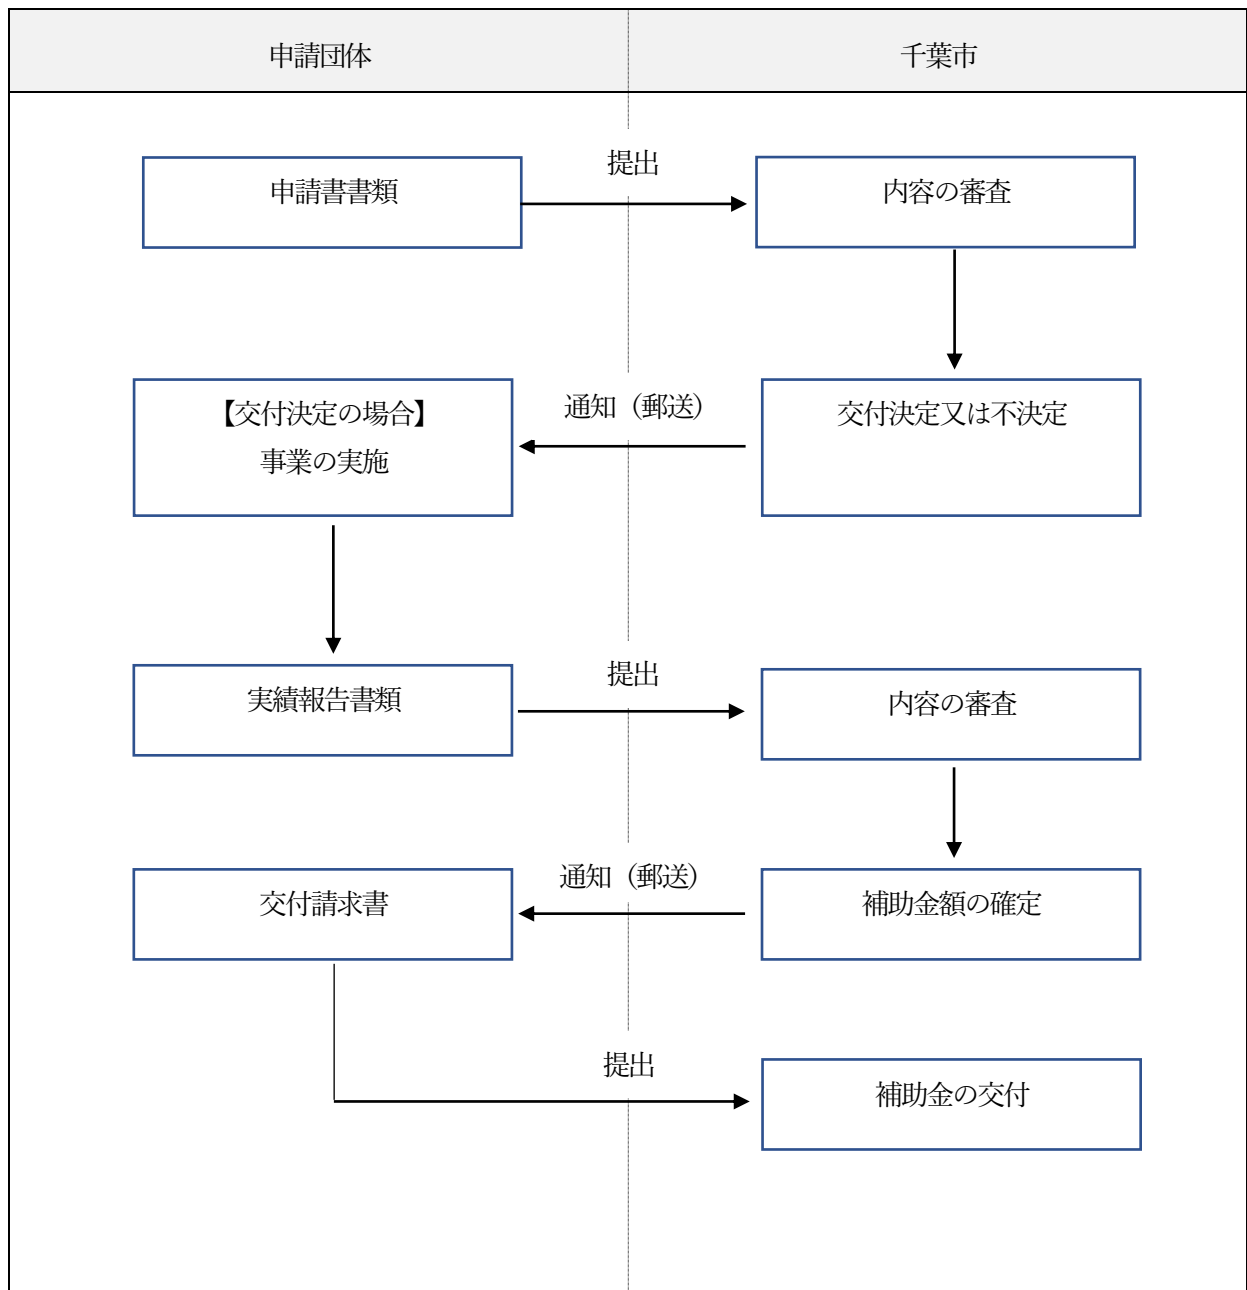 申請団体
千葉市
提出
申請書書類
内容の審査
通知（郵送）
【交付決定の場合】
事業の実施
交付決定又は不決定
提出
実績報告書類
内容の審査
通知（郵送）
交付請求書
補助金額の確定
提出
補助金の交付